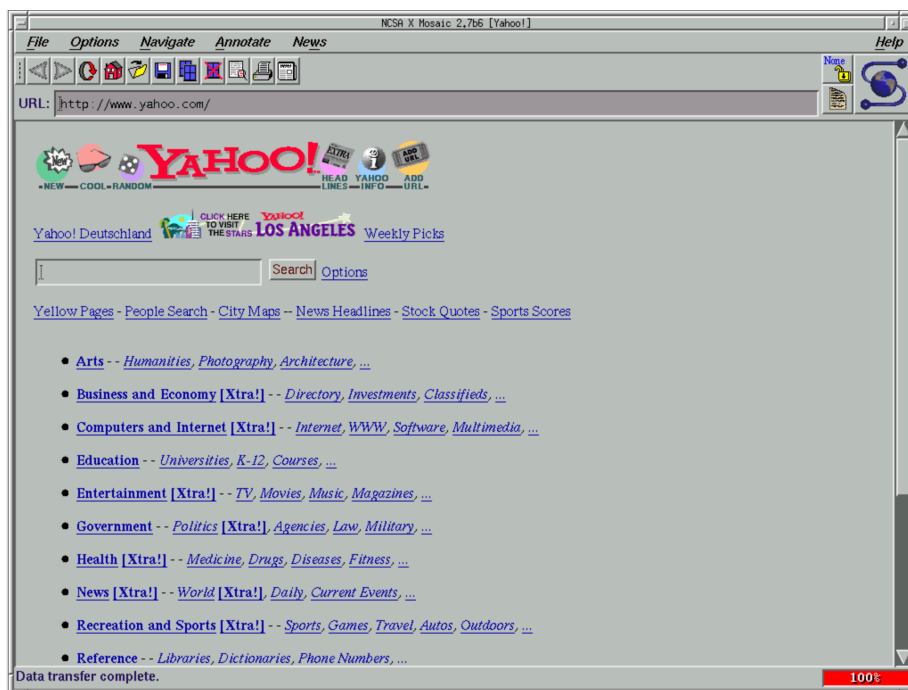 NCSA X Mosaic 2.7b6 [Yahoo!]
File Options Navigate Annotate News Help
None
URL: http://www.yahoo.com/
New EXTRA i ADD URL
YAHOO!
NEW COOL RANDOM HEAD LINES YAHOO INFO ADD URL
Yahoo! Deutschland CLICK HERE TO VISIT THE STARS YAHOO! LOS ANGELES Weekly Picks
Search Options
Yellow Pages - People Search - City Maps -- News Headlines - Stock Quotes - Sports Scores
• Arts - - Humanities, Photography, Architecture, ...
• Business and Economy [Xtra!] - - Directory, Investments, Classifieds, ...
• Computers and Internet [Xtra!] - - Internet, WWW, Software, Multimedia, ...
• Education - - Universities, K-12, Courses, ...
• Entertainment [Xtra!] - - TV, Movies, Music, Magazines, ...
• Government - - Politics [Xtra!], Agencies, Law, Military, ...
• Health [Xtra!] - - Medicine, Drugs, Diseases, Fitness, ...
• News [Xtra!] - - World [Xtra!], Daily, Current Events, ...
• Recreation and Sports [Xtra!] - - Sports, Games, Travel, Autos, Outdoors, ...
• Reference - - Libraries, Dictionaries, Phone Numbers, ...
Data transfer complete. 100%